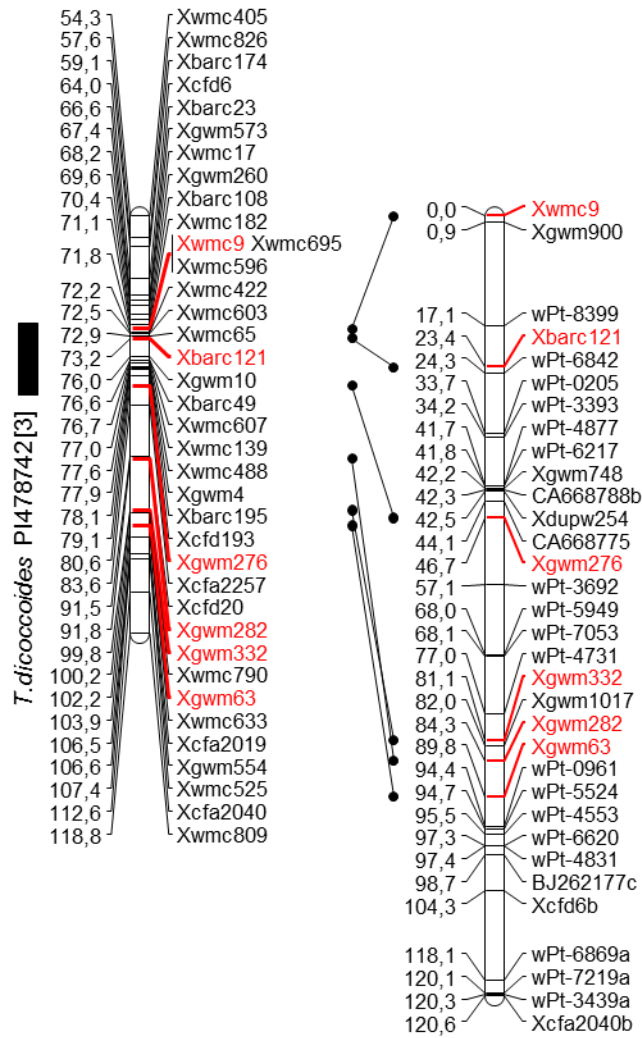 T.dicoccoides PI478742[3]
54,3 Xwmc405
57,6 Xwmc826
59,1 Xbarc174
64,0 Xcfd6
66,6 Xbarc23
67,4 Xgwm573
68,2 Xwmc17
69,6 Xgwm260
70,4 Xbarc108
71,1 Xwmc182
71,8 Xwmc9 Xwmc695
Xwmc596
72,2 Xwmc422
72,5 Xwmc603
72,9 Xwmc65
73,2 Xbarc121
76,0 Xgwm10
76,6 Xbarc49
76,7 Xwmc607
77,0 Xwmc139
77,6 Xwmc488
77,9 Xgwm4
78,1 Xbarc195
79,1 Xcfd193
80,6 Xgwm276
83,6 Xcfa2257
91,5 Xcfd20
91,8 Xgwm282
99,8 Xgwm332
100,2 Xwmc790
102,2 Xgwm63
103,9 Xwmc633
106,5 Xcfa2019
106,6 Xgwm554
107,4 Xwmc525
112,6 Xcfa2040
118,8 Xwmc809
0,0 Xwmc9
0,9 Xgwm900
17,1 wPt-8399
23,4 Xbarc121
24,3 wPt-6842
33,7 wPt-0205
34,2 wPt-3393
41,7 wPt-4877
41,8 wPt-6217
42,2 Xgwm748
42,3 CA668788b
42,5 Xdupw254
44,1 CA668775
46,7 Xgwm276
57,1 wPt-3692
68,0 wPt-5949
68,1 wPt-7053
77,0 wPt-4731
81,1 Xgwm332
82,0 Xgwm1017
84,3 Xgwm282
89,8 Xgwm63
94,4 wPt-0961
94,7 wPt-5524
95,5 wPt-4553
97,3 wPt-6620
97,4 wPt-4831
98,7 BJ262177c
104,3 Xcfd6b
118,1 wPt-6869a
120,1 wPt-7219a
120,3 wPt-3439a
120,6 Xcfa2040b